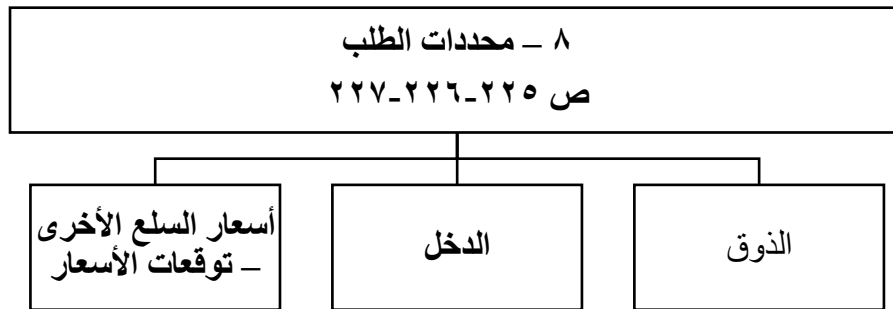 ٨ – محددات الطلب
ص ٢٢٥-٢٢٦-٢٢٧
الذوق
الدخل
أسعار السلع الأخرى
– توقعات الأسعار